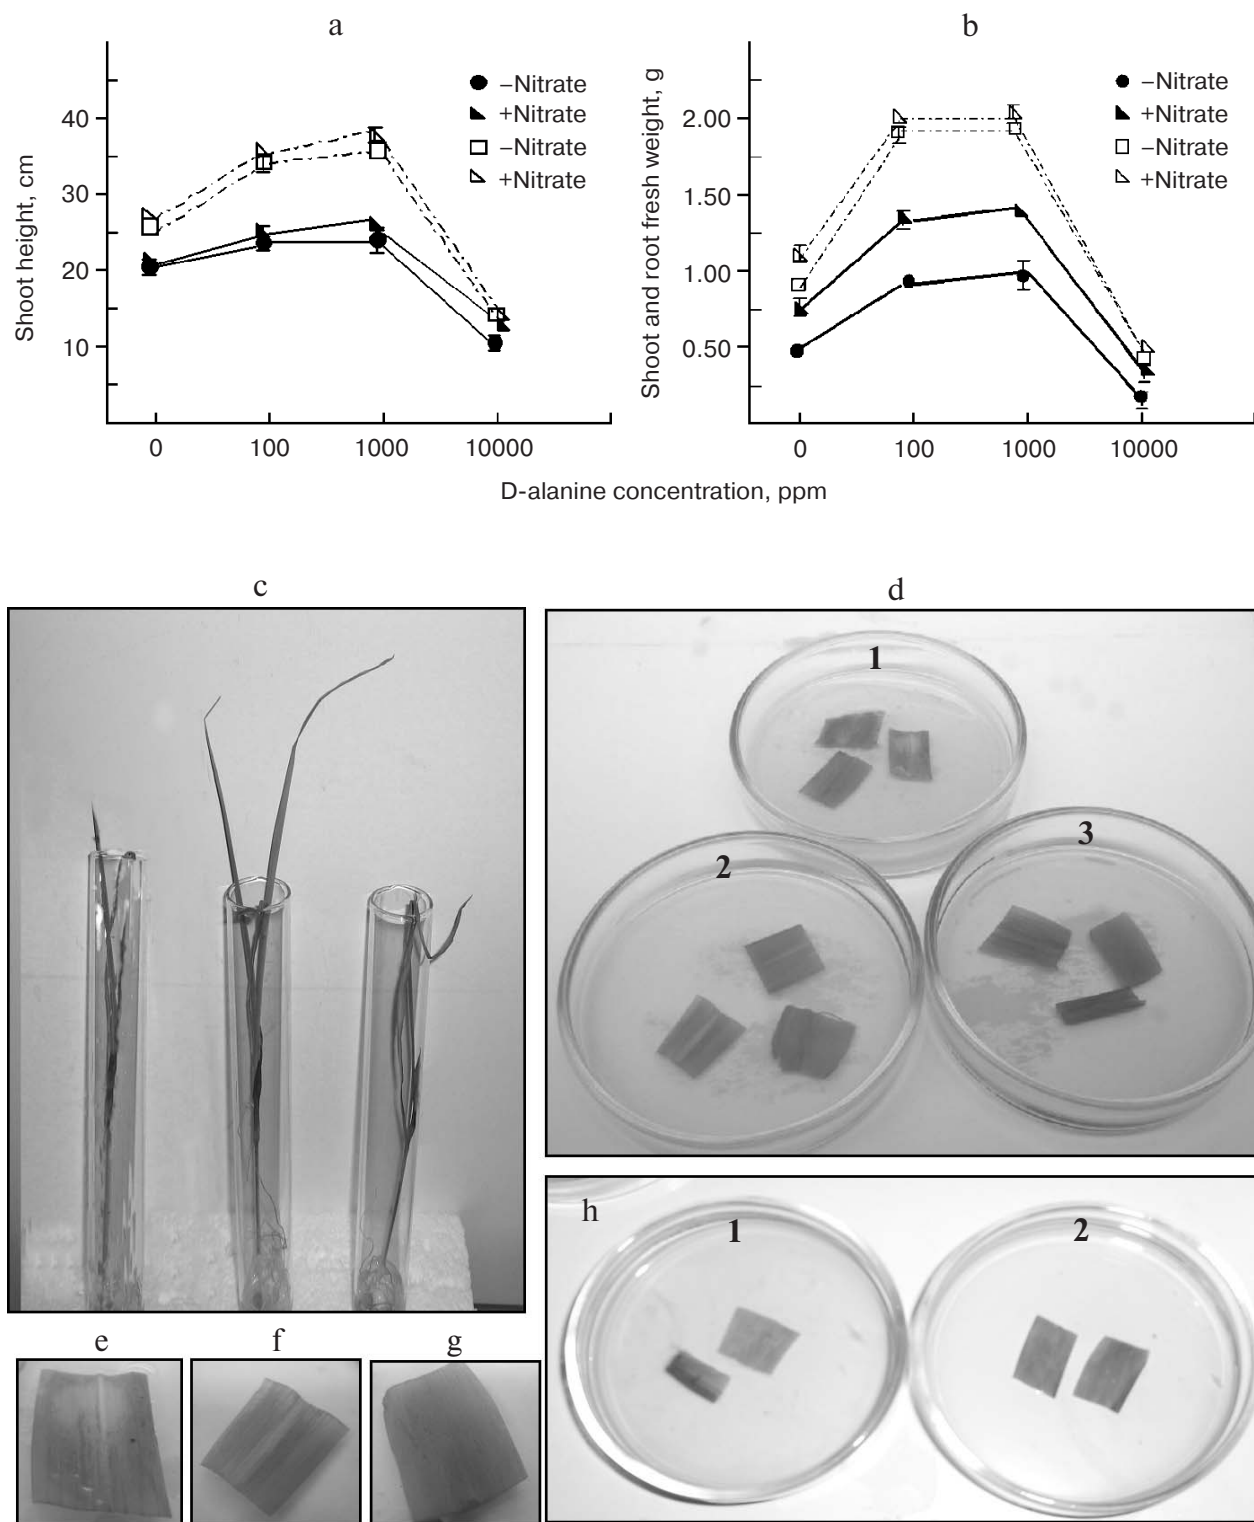 a
Shoot height, cm
40
30
20
10
–Nitrate
+Nitrate
–Nitrate
+Nitrate
0
100
1000
10000
b
Shoot and root fresh weight, g
2.00
1.50
1.00
0.50
–Nitrate
+Nitrate
–Nitrate
+Nitrate
0
100
1000
10000
D-alanine concentration, ppm
c
d
1
2
3
e
f
g
h
1
2